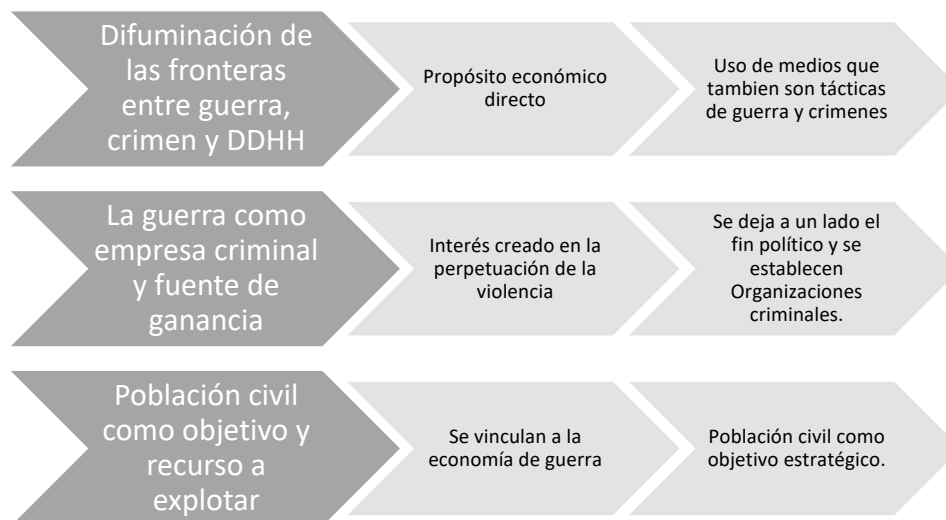 Difuminación de
las fronteras
entre guerra,
crimen y DDHH
Propósito económico
directo
Uso de medios que
tambien son tácticas
de guerra y crimenes
La guerra como
empresa criminal
y fuente de
ganancia
Interés creado en la
perpetuación de la
violencia
Se deja a un lado el
fin político y se
establecen
Organizaciones
criminales.
Población civil
como objetivo y
recurso a
explotar
Se vinculan a la
economía de guerra
Población civil como
objetivo estratégico.